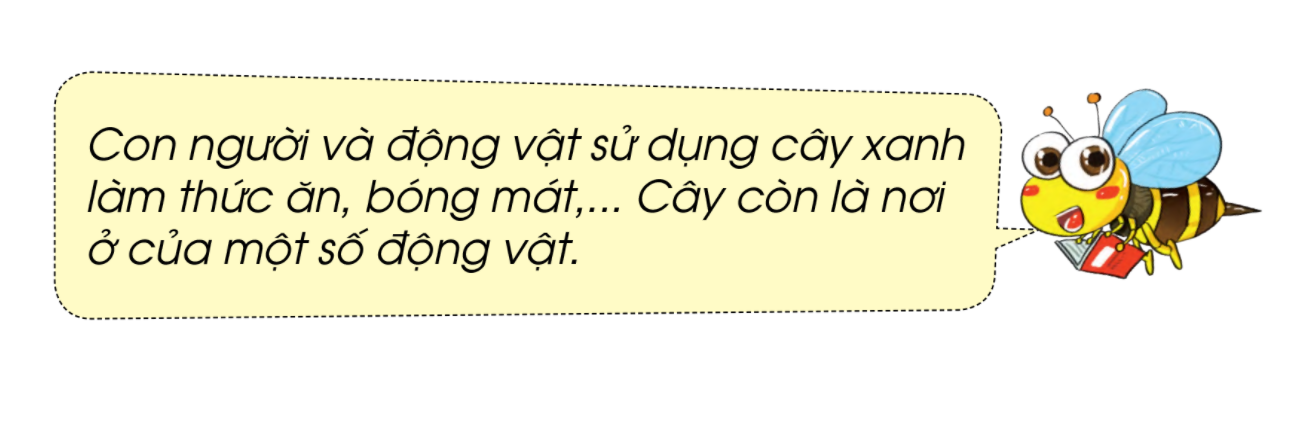 Con người và động vật sử dụng cây xanh
làm thức ăn, bóng mát,... Cây còn là nơi
ở của một số động vật.